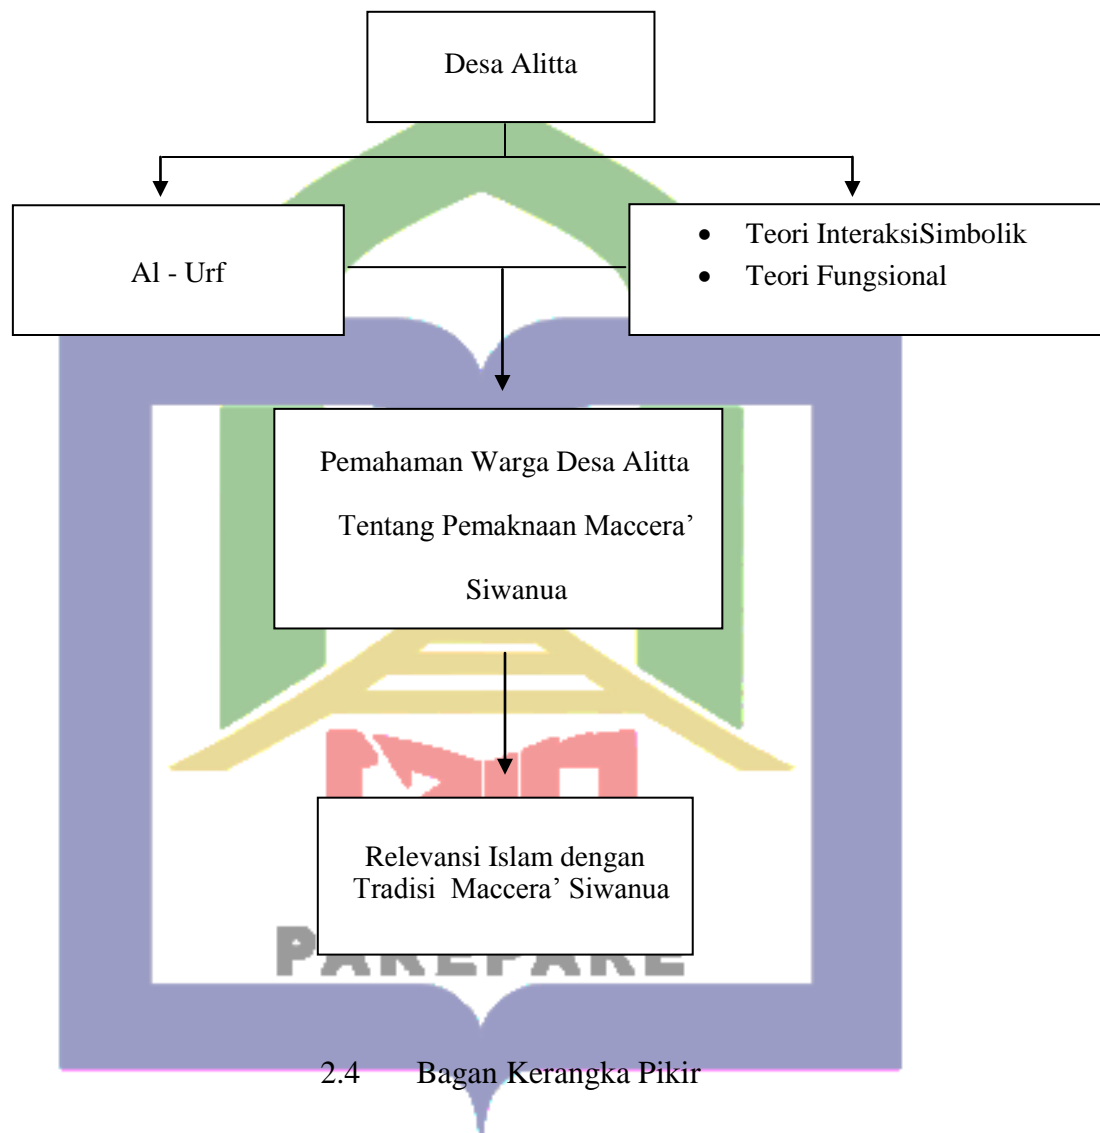 Desa Alitta
Al - Urf
• Teori InteraksiSimbolik
• Teori Fungsional
Pemahaman Warga Desa Alitta
Tentang Pemaknaan Maccera’
Siwanua
Relevansi Islam dengan
Tradisi Maccera’ Siwanua
PAREPARE
2.4 Bagan Kerangka Pikir